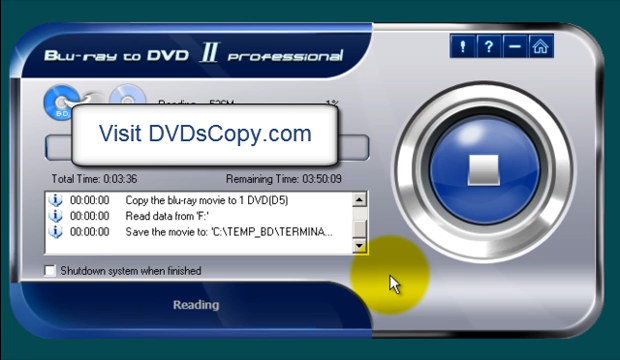 Blu-ray to DVD II professional
! ? 
Reading 1%
Visit DVDsCopy.com
Total Time: 0:03:36 Remaining Time: 03:50:09
00:00:00 Copy the blu-ray movie to 1 DVD(D5)
00:00:00 Read data from 'F:'
00:00:00 Save the movie to: 'C:\TEMP_BD\TERMINA...
Shutdown system when finished
Reading